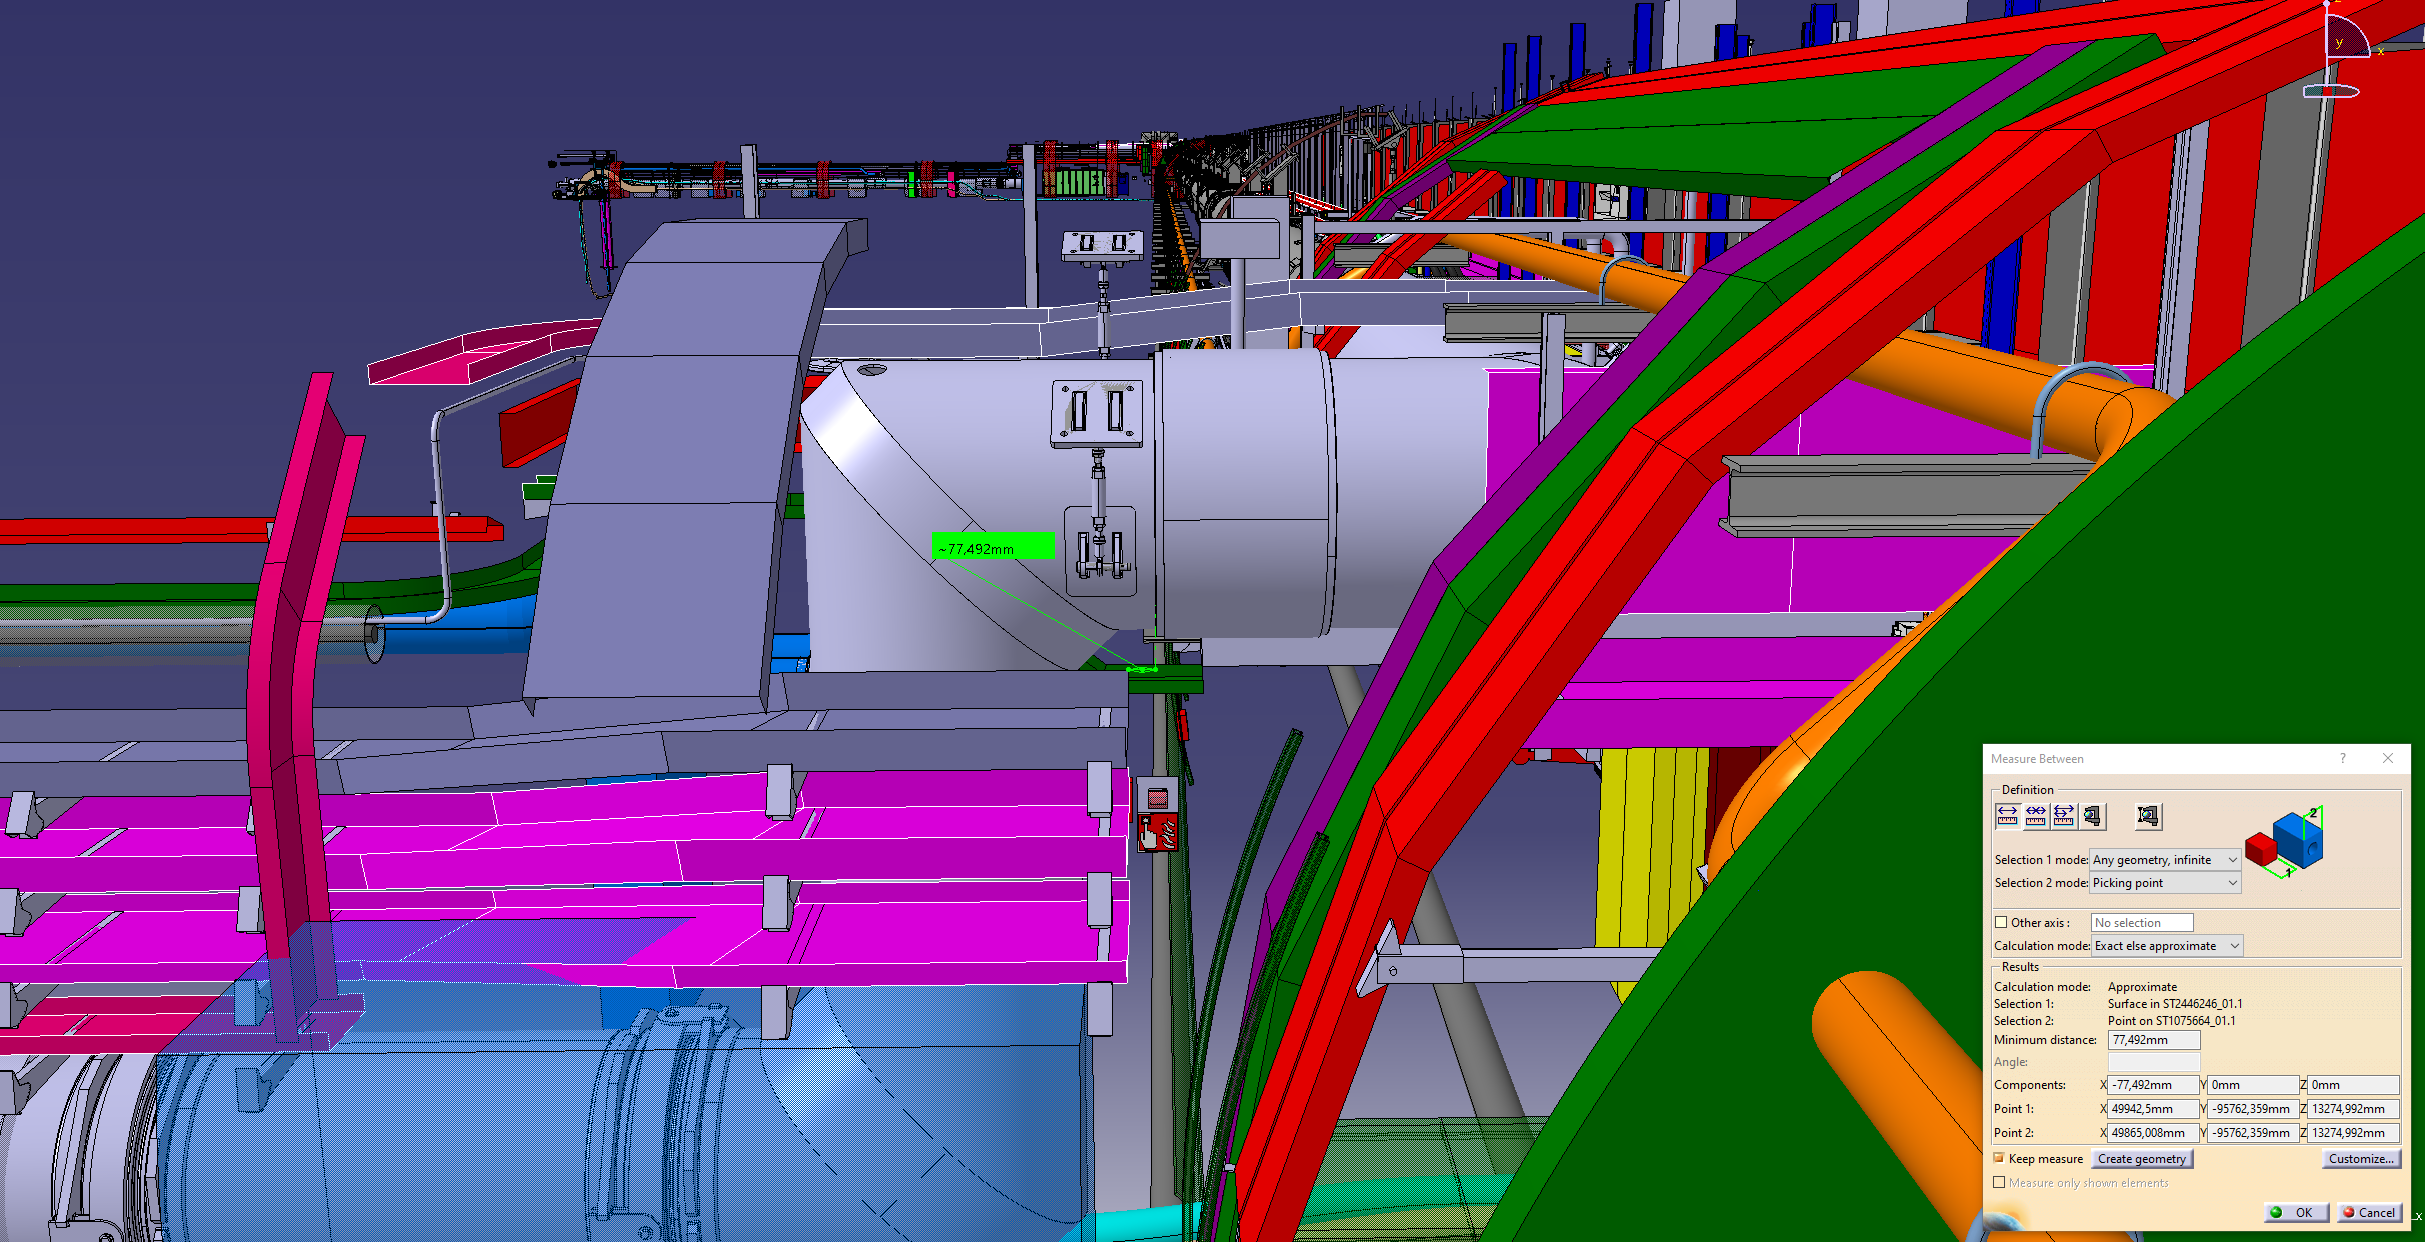 z
y
x
~77,492mm
Measure Between
Definition
2
1
Selection 1 mode: Any geometry, infinite
Selection 2 mode: Picking point
Other axis : No selection
Calculation mode: Exact else approximate
Results
Calculation mode: Approximate
Selection 1: Surface in ST2446246_01.1
Selection 2: Point on ST1075664_01.1
Minimum distance: 77,492mm
Angle:
Components: X -77,492mm Y 0mm Z 0mm
Point 1: X 49942,5mm Y -95762,359mm Z 13274,992mm
Point 2: X 49865,008mm Y -95762,359mm Z 13274,992mm
Keep measure Create geometry Customize...
Measure only shown elements
OK Cancel
x